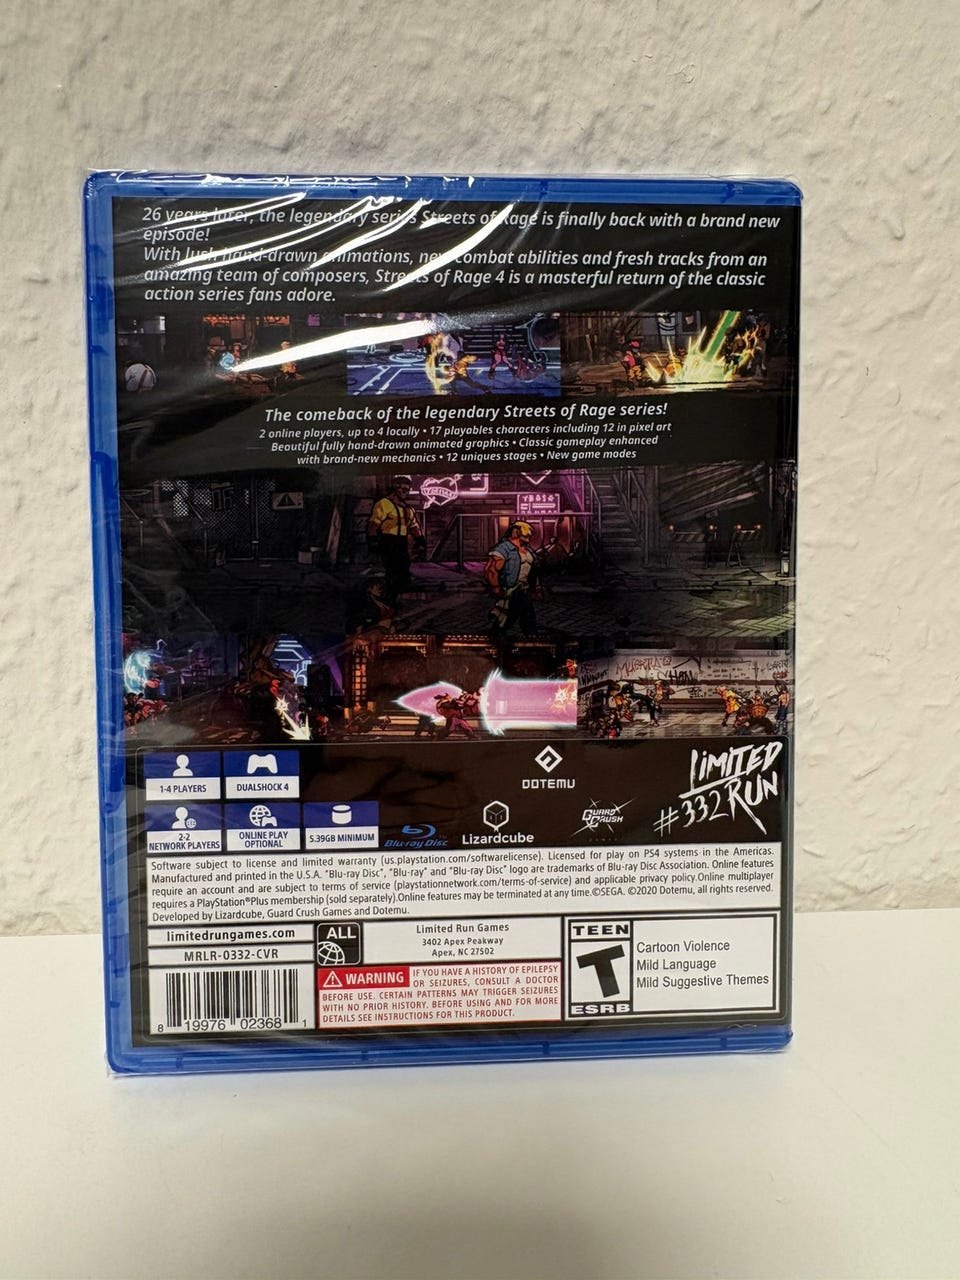 26 years later, the legendary series Streets of Rage is finally back with a brand new
episode!
With lush hand-drawn animations, new combat abilities and fresh tracks from an
amazing team of composers, Streets of Rage 4 is a masterful return of the classic
action series fans adore.
The comeback of the legendary Streets of Rage series!
2 online players, up to 4 locally • 17 playables characters including 12 in pixel art
Beautiful fully hand-drawn animated graphics • Classic gameplay enhanced
with brand-new mechanics • 12 uniques stages • New game modes
1-4 PLAYERS
DUALSHOCK 4
2-2
NETWORK PLAYERS
ONLINE PLAY
OPTIONAL
5.39GB MINIMUM
Blu-ray Disc
DOTEMU
Lizardcube
GUARD
CRUSH
LIMITED
RUN
#332
Software subject to license and limited warranty (us.playstation.com/softwarelicense). Licensed for play on PS4 systems in the Americas.
Manufactured and printed in the U.S.A. "Blu-ray Disc", "Blu-ray" and "Blu-ray Disc" logo are trademarks of Blu-ray Disc Association. Online features
require an account and are subject to terms of service (playstationnetwork.com/terms-of-service) and applicable privacy policy.Online multiplayer
requires a PlayStation®Plus membership (sold separately).Online features may be terminated at any time.©SEGA. ©2020 Dotemu, all rights reserved.
Developed by Lizardcube, Guard Crush Games and Dotemu.
limitedrungames.com
MRLR-0332-CVR
8 19976 02368 1
ALL
Limited Run Games
3402 Apex Peakway
Apex, NC 27502
WARNING IF YOU HAVE A HISTORY OF EPILEPSY
OR SEIZURES, CONSULT A DOCTOR
BEFORE USE. CERTAIN PATTERNS MAY TRIGGER SEIZURES
WITH NO PRIOR HISTORY. BEFORE USING AND FOR MORE
DETAILS SEE INSTRUCTIONS FOR THIS PRODUCT.
TEEN
T
ESRB
Cartoon Violence
Mild Language
Mild Suggestive Themes